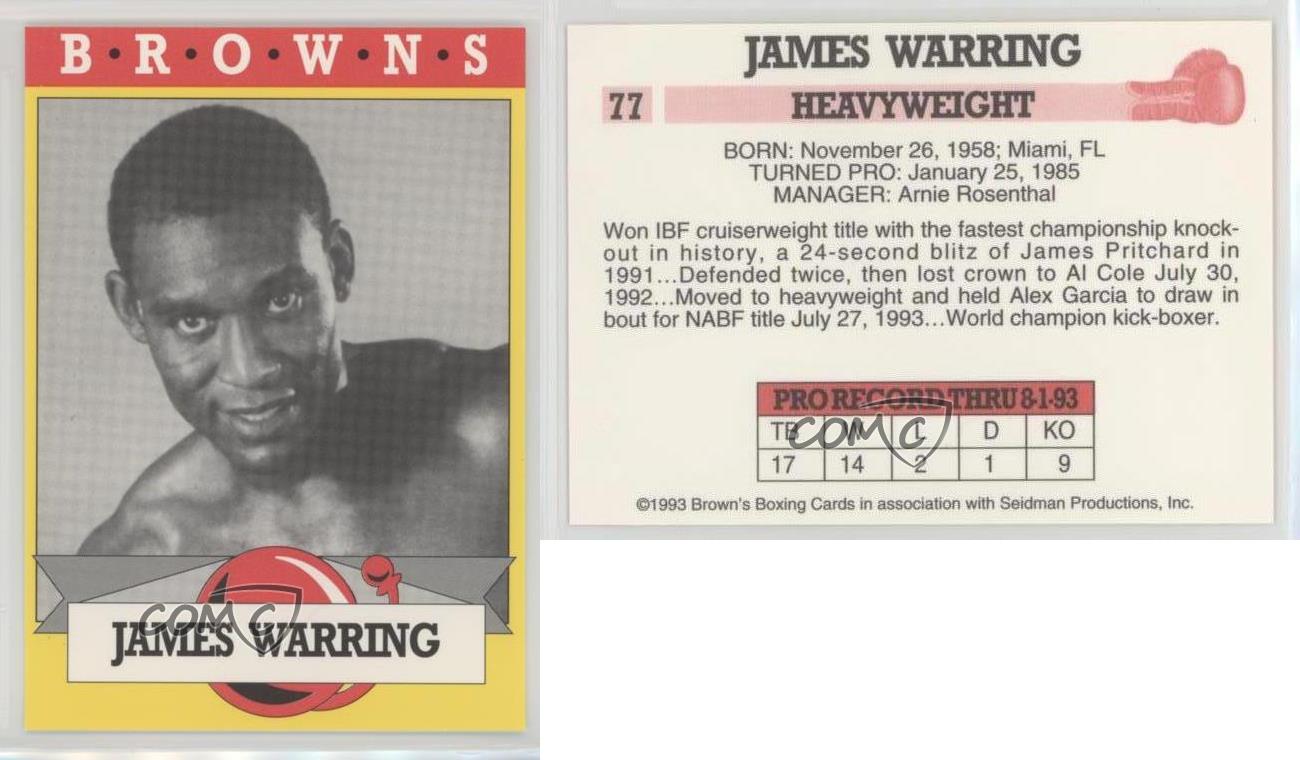 B•R•O•W•N•S
COMC
JAMES WARRING
JAMES WARRING
77
HEAVYWEIGHT
BORN: November 26, 1958; Miami, FL
TURNED PRO: January 25, 1985
MANAGER: Arnie Rosenthal
Won IBF cruiserweight title with the fastest championship knock-
out in history, a 24-second blitz of James Pritchard in
1991...Defended twice, then lost crown to Al Cole July 30,
1992...Moved to heavyweight and held Alex Garcia to draw in
bout for NABF title July 27, 1993...World champion kick-boxer.
PRO RECORD THRU 8-1-93
TB W L D KO
COMC
17 14 2 1 9
©1993 Brown's Boxing Cards in association with Seidman Productions, Inc.